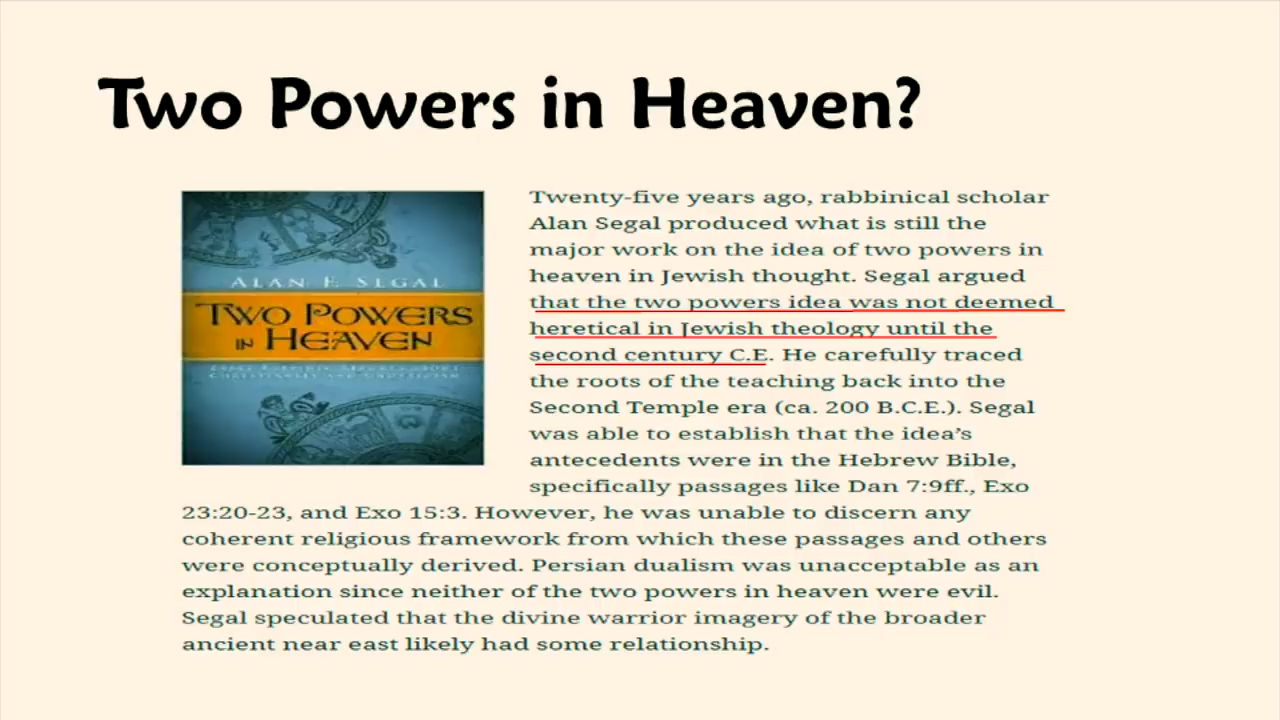 Two Powers in Heaven?
ALAN F. SEGAL
TWO POWERS
IN HEAVEN
Twenty-five years ago, rabbinical scholar
Alan Segal produced what is still the
major work on the idea of two powers in
heaven in Jewish thought. Segal argued
that the two powers idea was not deemed
heretical in Jewish theology until the
second century C.E. He carefully traced
the roots of the teaching back into the
Second Temple era (ca. 200 B.C.E.). Segal
was able to establish that the idea’s
antecedents were in the Hebrew Bible,
specifically passages like Dan 7:9ff., Exo
23:20-23, and Exo 15:3. However, he was unable to discern any
coherent religious framework from which these passages and others
were conceptually derived. Persian dualism was unacceptable as an
explanation since neither of the two powers in heaven were evil.
Segal speculated that the divine warrior imagery of the broader
ancient near east likely had some relationship.